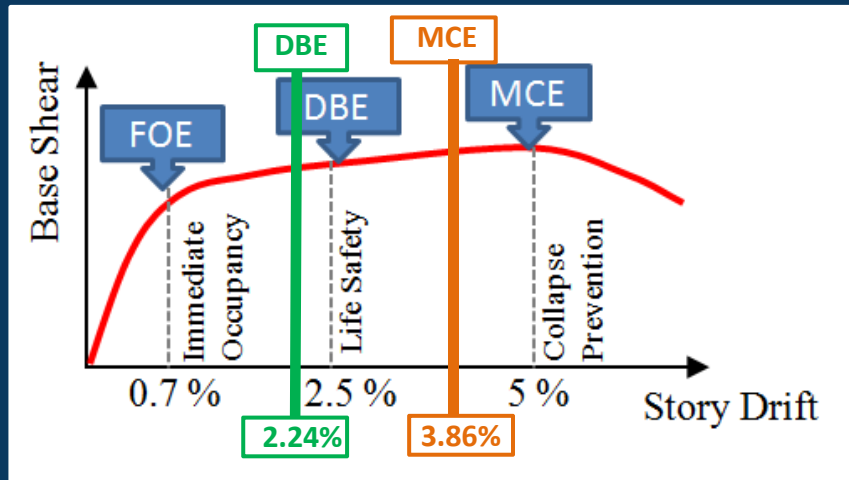 DBE
MCE
FOE
DBE
MCE
Base Shear
Immediate
Occupancy
Life Safety
Collapse
Prevention
0.7 %
2.5 %
5 %
Story Drift
2.24%
3.86%